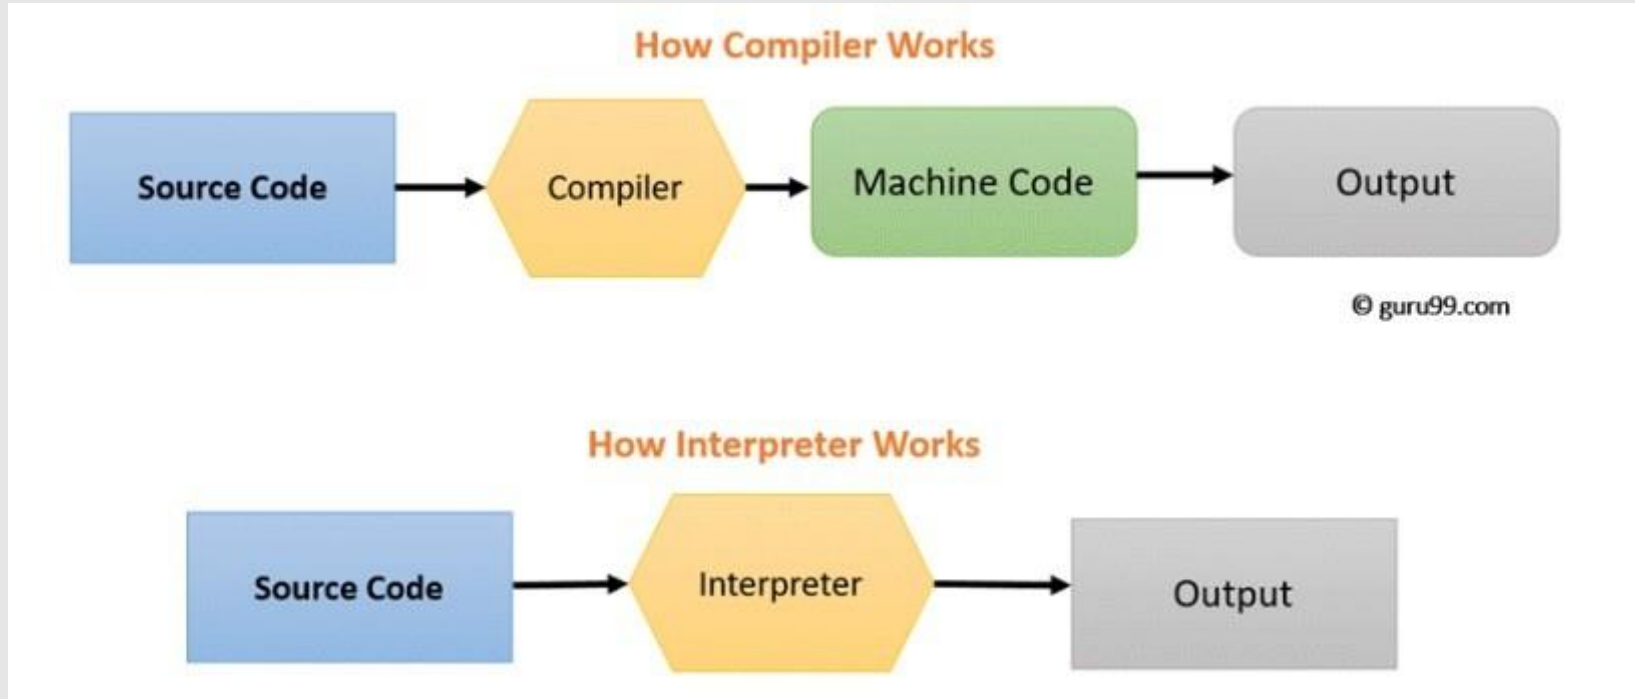 How Compiler Works
Source Code
Compiler
Machine Code
Output
© guru99.com
How Interpreter Works
Source Code
Interpreter
Output